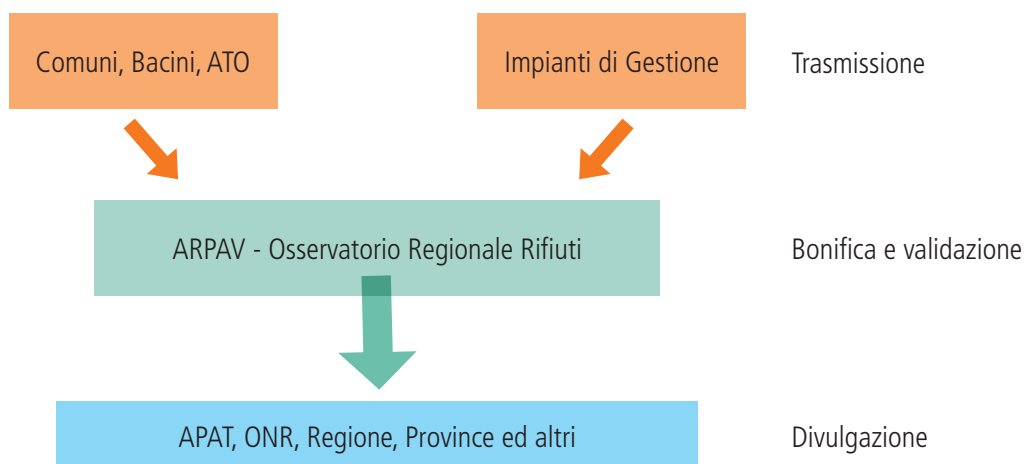 Comuni, Bacini, ATO
Impianti di Gestione
Trasmissione
ARPAV - Osservatorio Regionale Rifiuti
Bonifica e validazione
APAT, ONR, Regione, Province ed altri
Divulgazione